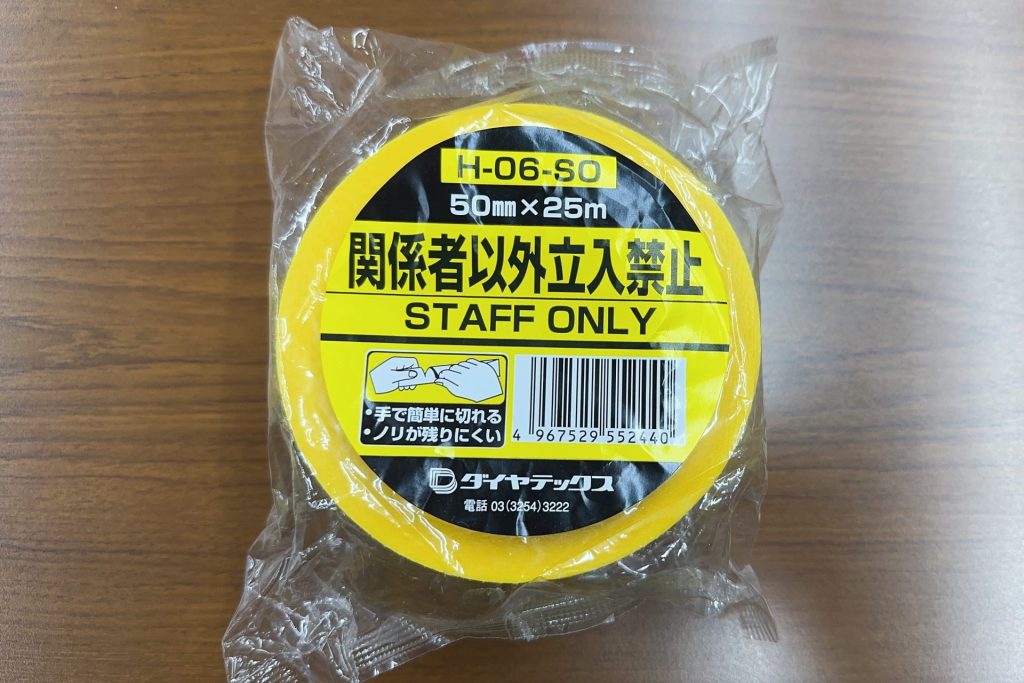 H-06-SO
50mm×25m
関係者以外立入禁止
STAFF ONLY
・手で簡単に切れる
・ノリが残りにくい
4 967529 552440
ダイヤテックス
電話 03(3254)3222